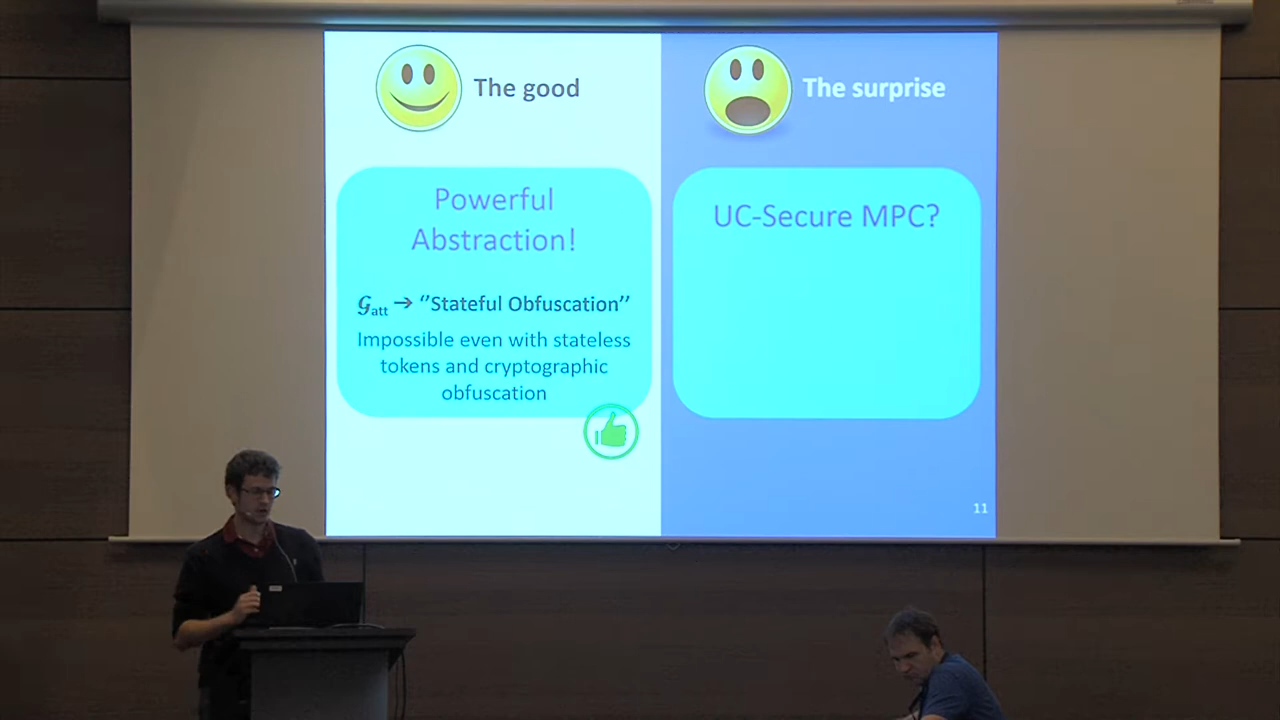 The good
Powerful
Abstraction!
𝒢att → “Stateful Obfuscation”
Impossible even with stateless
tokens and cryptographic
obfuscation
The surprise
UC-Secure MPC?
11